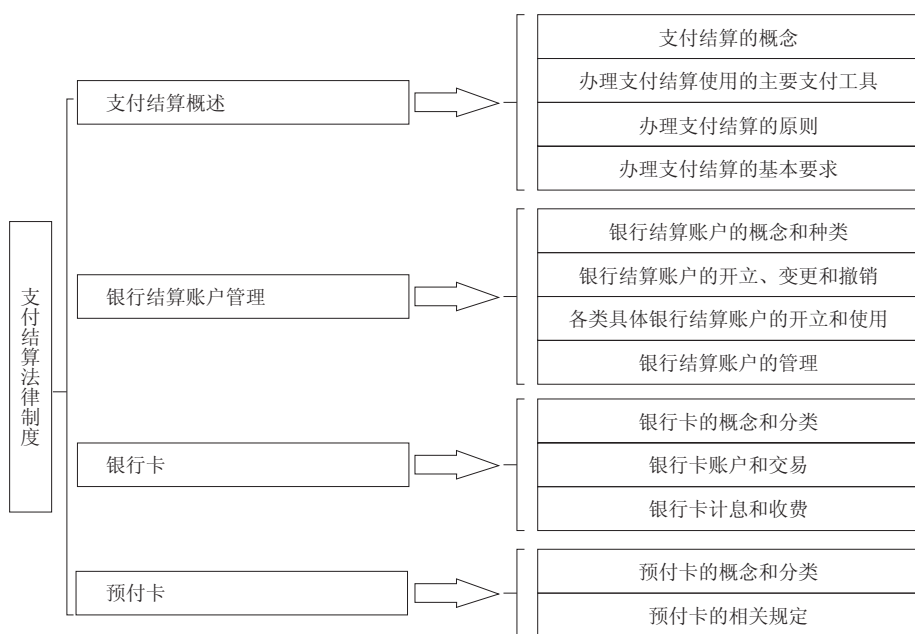 支付结算法律制度
支付结算概述
支付结算的概念
办理支付结算使用的主要支付工具
办理支付结算的原则
办理支付结算的基本要求
银行结算账户管理
银行结算账户的概念和种类
银行结算账户的开立、变更和撤销
各类具体银行结算账户的开立和使用
银行结算账户的管理
银行卡
银行卡的概念和分类
银行卡账户和交易
银行卡计息和收费
预付卡
预付卡的概念和分类
预付卡的相关规定